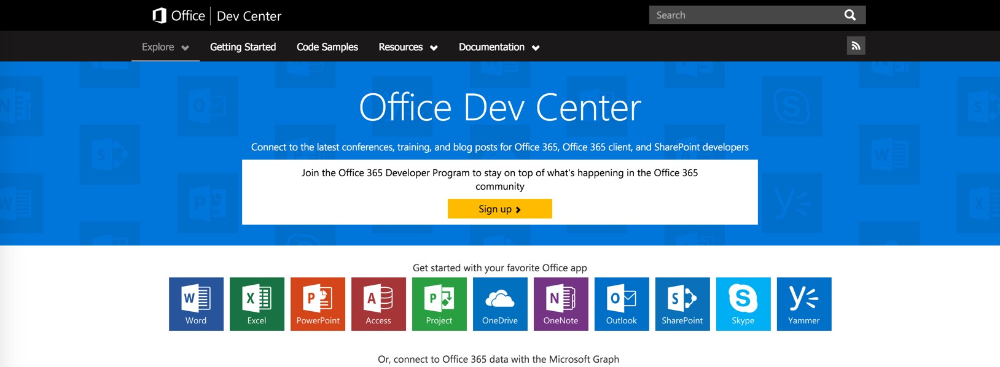 Office Dev Center
Search
Explore
Getting Started
Code Samples
Resources
Documentation
Office Dev Center
Connect to the latest conferences, training, and blog posts for Office 365, Office 365 client, and SharePoint developers
Join the Office 365 Developer Program to stay on top of what's happening in the Office 365
community
Sign up
Get started with your favorite Office app
Word
Excel
PowerPoint
Access
Project
OneDrive
OneNote
Outlook
SharePoint
Skype
Yammer
Or, connect to Office 365 data with the Microsoft Graph